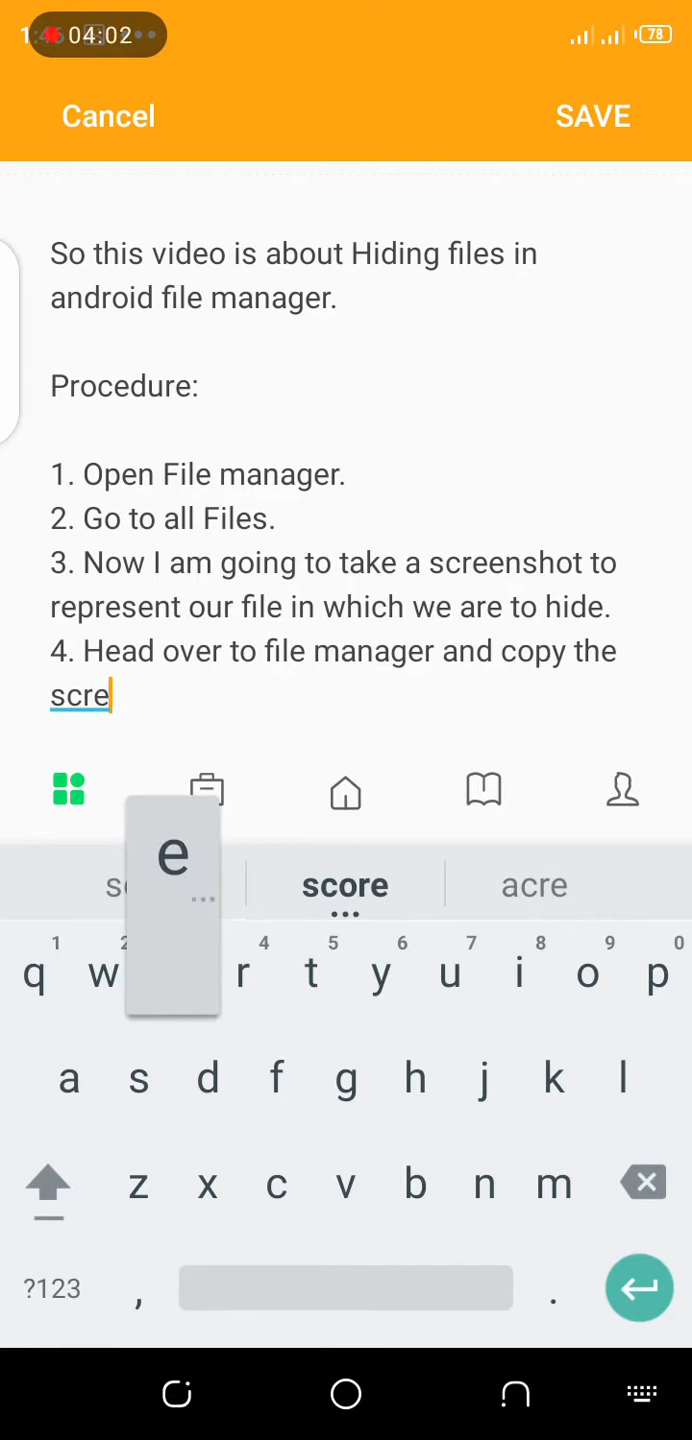 04:02
78
Cancel
SAVE
So this video is about Hiding files in
android file manager.
Procedure:
1. Open File manager.
2. Go to all Files.
3. Now I am going to take a screenshot to
represent our file in which we are to hide.
4. Head over to file manager and copy the
scre
e
score
acre
1 4 5 6 7 8 9 0
q w r t y u i o p
a s d f g h j k l
z x c v b n m
?123 , .